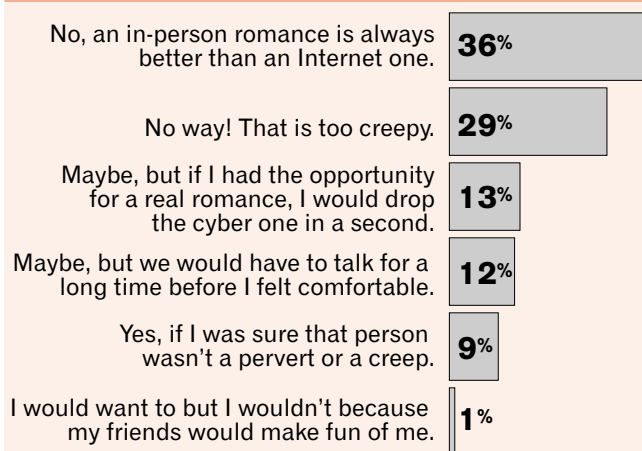 No, an in-person romance is always
better than an Internet one.
36%
No way! That is too creepy.
29%
Maybe, but if I had the opportunity
for a real romance, I would drop
the cyber one in a second.
13%
Maybe, but we would have to talk for a
long time before I felt comfortable.
12%
Yes, if I was sure that person
wasn't a pervert or a creep.
9%
I would want to but I wouldn't because
my friends would make fun of me.
1%